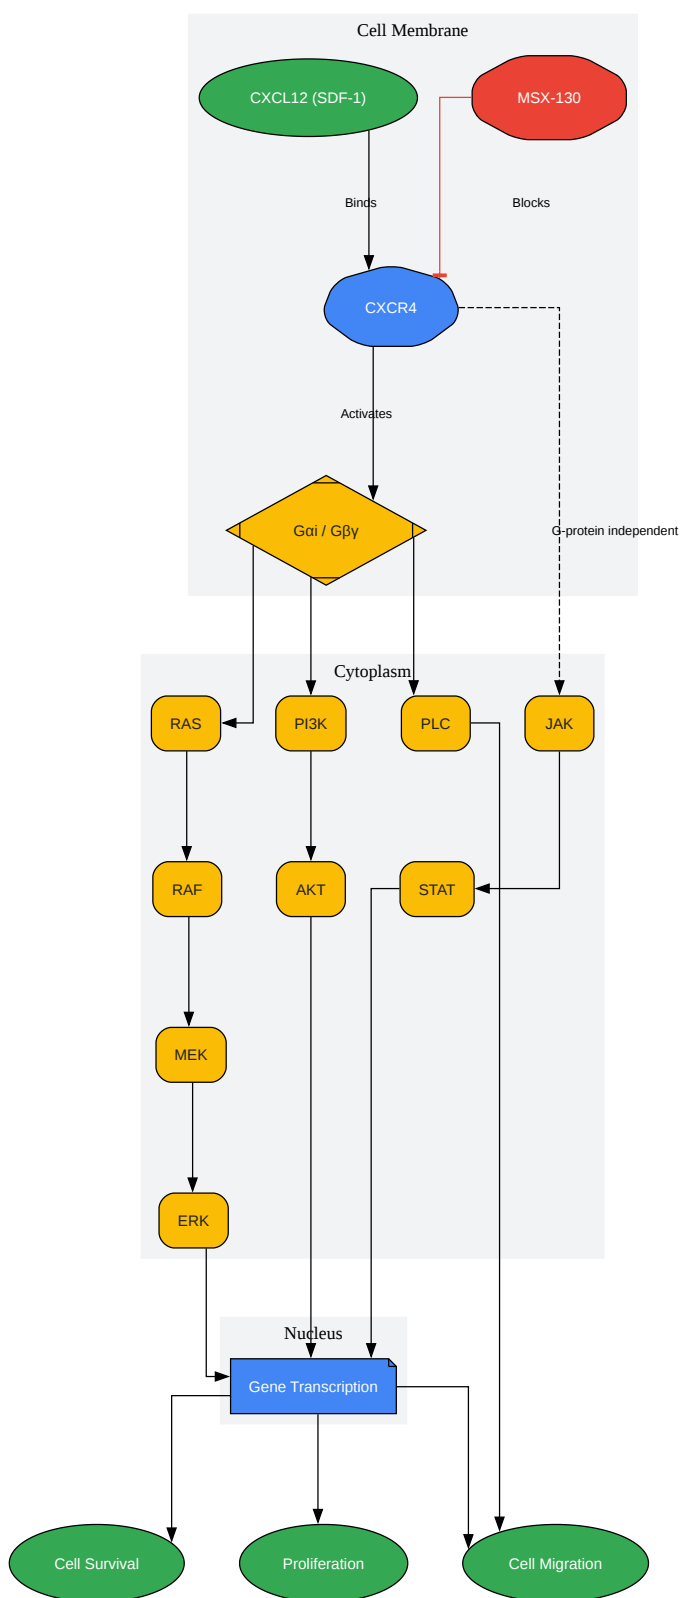 Cell Membrane
CXCL12 (SDF-1)
MSX-130
Binds
Blocks
CXCR4
Activates
Gαi / Gβγ
G-protein independent
Cytoplasm
RAS
PI3K
PLC
JAK
RAF
AKT
STAT
MEK
ERK
Nucleus
Gene Transcription
Cell Survival
Proliferation
Cell Migration